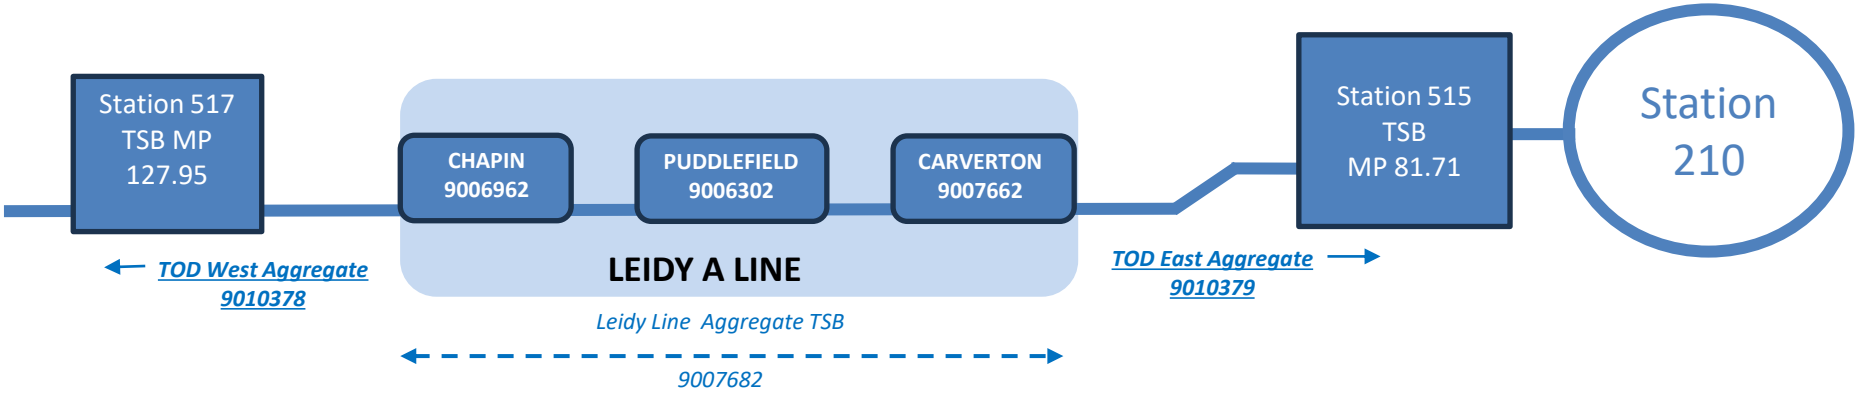 Station 517
TSB MP
127.95
CHAPIN
9006962
PUDDLEFIELD
9006302
CARVERTON
9007662
Station 515
TSB
MP 81.71
Station
210
TOD West Aggregate
9010378
LEIDY A LINE
TOD East Aggregate
9010379
Leidy Line Aggregate TSB
9007682